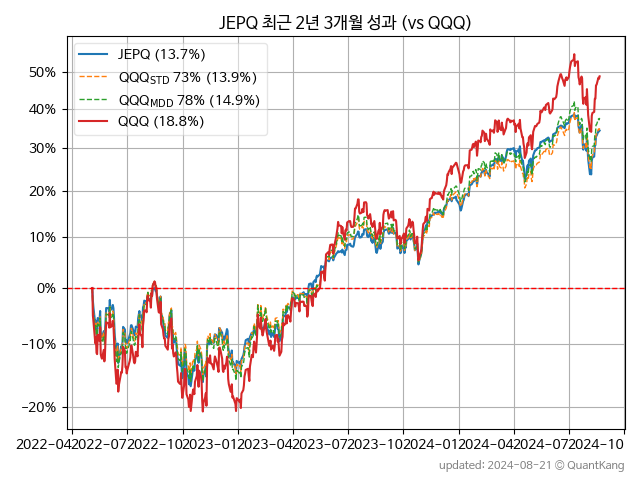 JEPQ 최근 2년 3개월 성과 (vs QQQ)
JEPQ (13.7%)
QQQSTD 73% (13.9%)
QQQMDD 78% (14.9%)
QQQ (18.8%)
50%
40%
30%
20%
10%
0%
-10%
-20%
2022-04 2022-07 2022-10 2023-01 2023-04 2023-07 2023-10 2024-01 2024-04 2024-07 2024-10
updated: 2024-08-21 © QuantKang